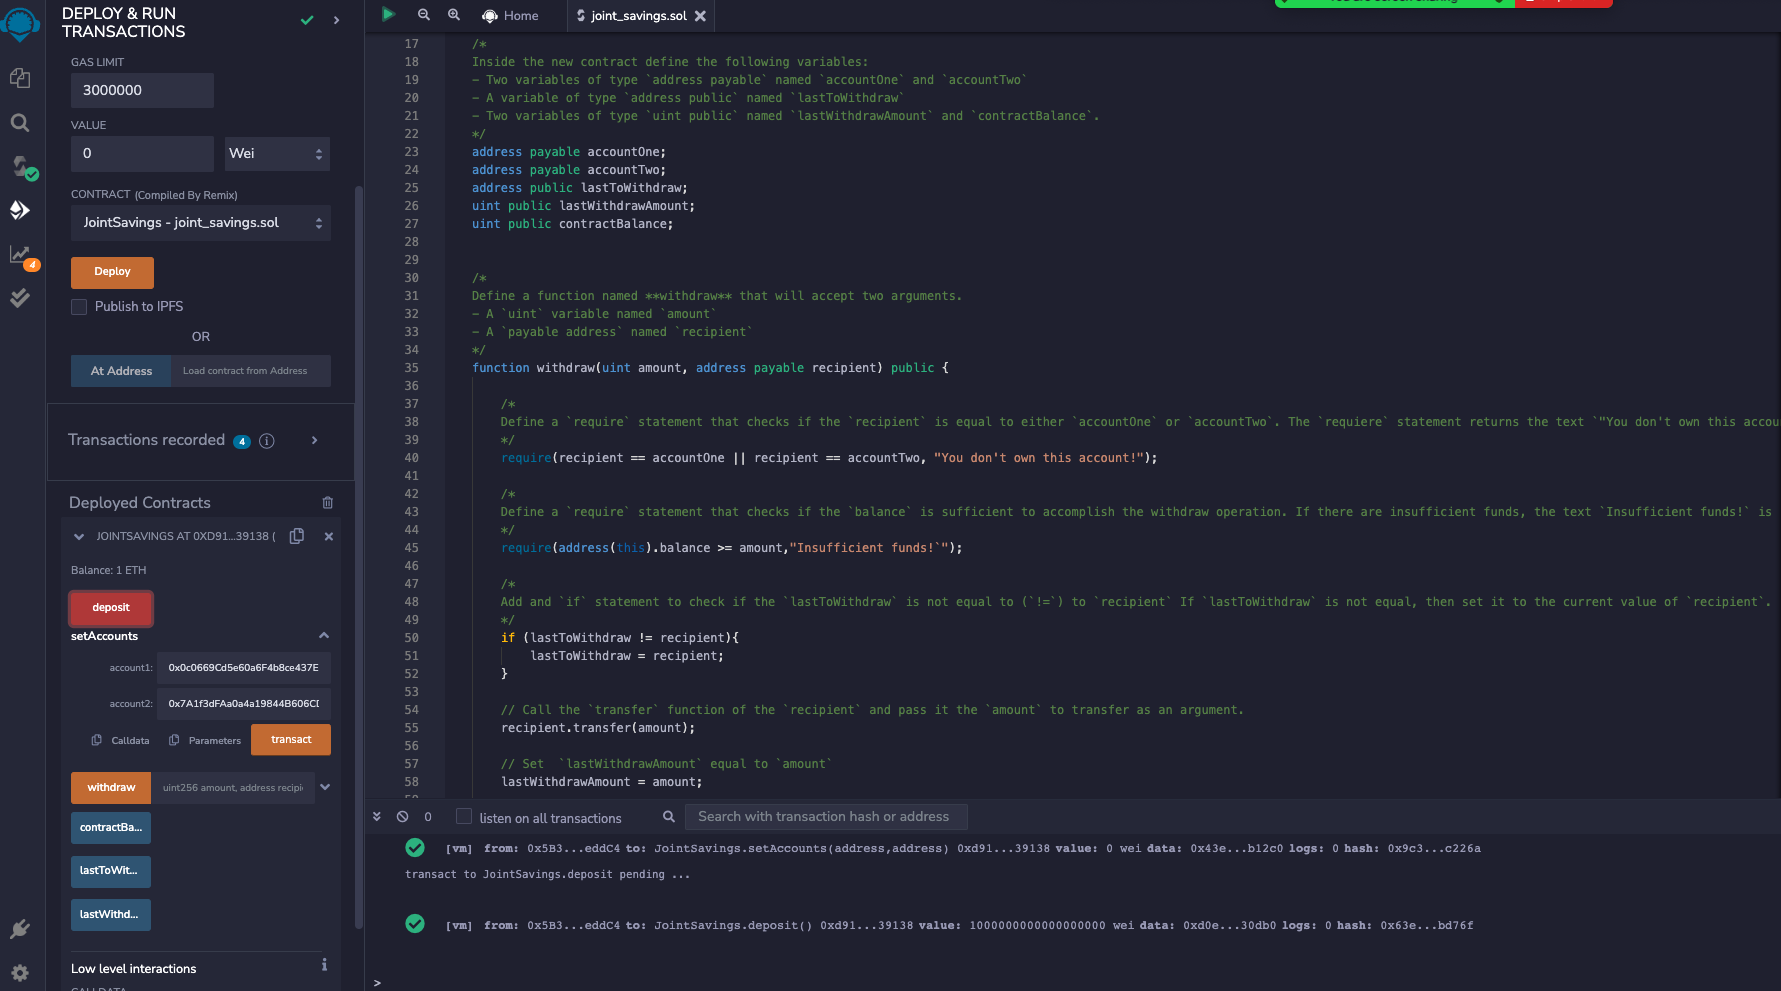 DEPLOY & RUN
TRANSACTIONS
GAS LIMIT
3000000
VALUE
0
Wei
CONTRACT (Compiled By Remix)
JointSavings - joint_savings.sol
Deploy
Publish to IPFS
OR
At Address
Load contract from Address
Transactions recorded 4
Deployed Contracts
JOINTSAVINGS AT 0XD91...39138 (
Balance: 1 ETH
deposit
setAccounts
account1: 0x0c0669Cd5e60a6F4b8ce437E
account2: 0x7A1f3dFAa0a4a19844B606CD
Calldata
Parameters
transact
withdraw
uint256 amount, address recipie
contractBa...
lastToWit...
lastWithd...
Low level interactions
CALLDATA
4
Home
joint_savings.sol
17 /*
18 Inside the new contract define the following variables:
19 - Two variables of type `address payable` named `accountOne` and `accountTwo`
20 - A variable of type `address public` named `lastToWithdraw`
21 - Two variables of type `uint public` named `lastWithdrawAmount` and `contractBalance`.
22 */
23 address payable accountOne;
24 address payable accountTwo;
25 address public lastToWithdraw;
26 uint public lastWithdrawAmount;
27 uint public contractBalance;
28
29
30 /*
31 Define a function named **withdraw** that will accept two arguments.
32 - A `uint` variable named `amount`
33 - A `payable address` named `recipient`
34 */
35 function withdraw(uint amount, address payable recipient) public {
36
37 /*
38 Define a `require` statement that checks if the `recipient` is equal to either `accountOne` or `accountTwo`. The `requiere` statement returns the text `"You don't own this accou
39 */
40 require(recipient == accountOne || recipient == accountTwo, "You don't own this account!");
41
42 /*
43 Define a `require` statement that checks if the `balance` is sufficient to accomplish the withdraw operation. If there are insufficient funds, the text `Insufficient funds!` is
44 */
45 require(address(this).balance >= amount,"Insufficient funds!`");
46
47 /*
48 Add and `if` statement to check if the `lastToWithdraw` is not equal to (`!=`) to `recipient` If `lastToWithdraw` is not equal, then set it to the current value of `recipient`.
49 */
50 if (lastToWithdraw != recipient){
51 lastToWithdraw = recipient;
52 }
53
54 // Call the `transfer` function of the `recipient` and pass it the `amount` to transfer as an argument.
55 recipient.transfer(amount);
56
57 // Set  `lastWithdrawAmount` equal to `amount`
58 lastWithdrawAmount = amount;
0
listen on all transactions
Search with transaction hash or address
[vm] from: 0x5B3...eddC4 to: JointSavings.setAccounts(address,address) 0xd91...39138 value: 0 wei data: 0x43e...b12c0 logs: 0 hash: 0x9c3...c226a
transact to JointSavings.deposit pending ...
[vm] from: 0x5B3...eddC4 to: JointSavings.deposit() 0xd91...39138 value: 1000000000000000000 wei data: 0xd0e...30db0 logs: 0 hash: 0x63e...bd76f
>